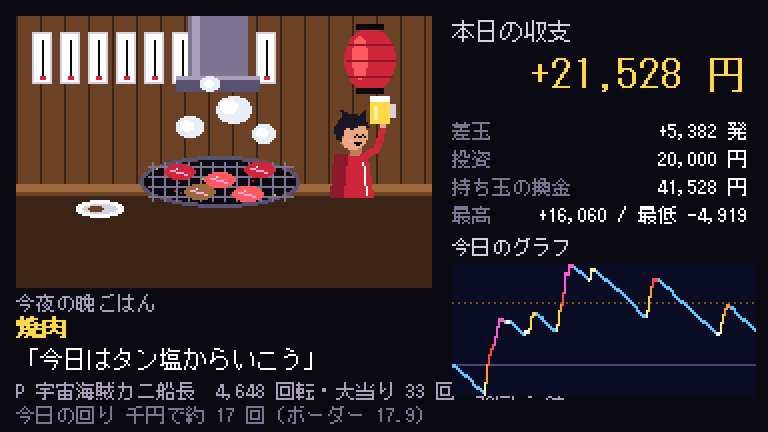 本日の収支
+21,528 円
差玉 +5,382 発
投資 20,000 円
持ち玉の換金 41,528 円
最高 +16,060 / 最低 -4,919
今日のグラフ
今夜の晩ごはん
焼肉
「今日はタン塩からいこう」
P 宇宙海賊カニ船長 4,648 回転・大当り 33 回
今日の回り 千円で約 17 回 (ボーダー 17.9)